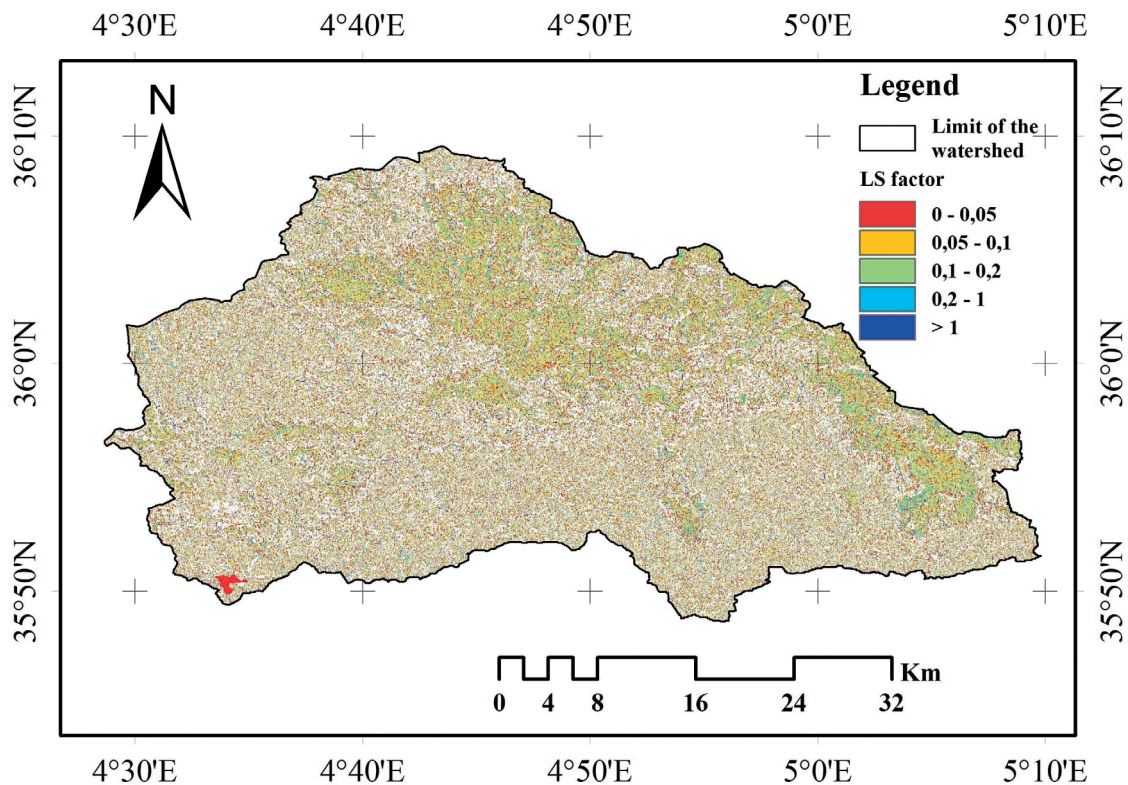 4°30'E 4°40'E 4°50'E 5°0'E 5°10'E
N
Legend
Limit of the
watershed
LS factor
0 - 0,05
0,05 - 0,1
0,1 - 0,2
0,2 - 1
> 1
36°10'N 36°10'N
36°0'N 36°0'N
35°50'N 35°50'N
Km
0 4 8 16 24 32
4°30'E 4°40'E 4°50'E 5°0'E 5°10'E